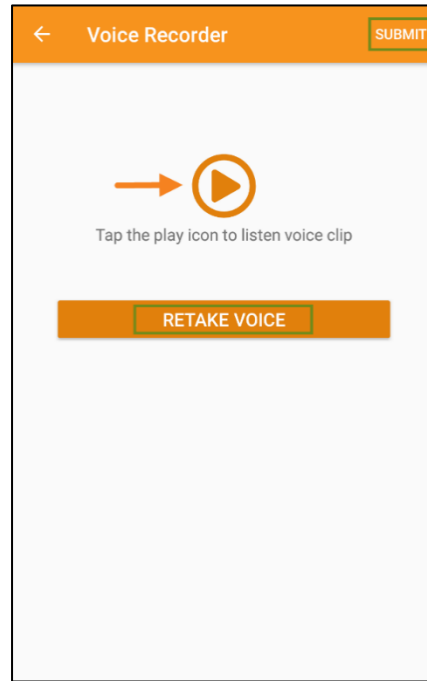 Voice Recorder
SUBMIT
Tap the play icon to listen voice clip
RETAKE VOICE